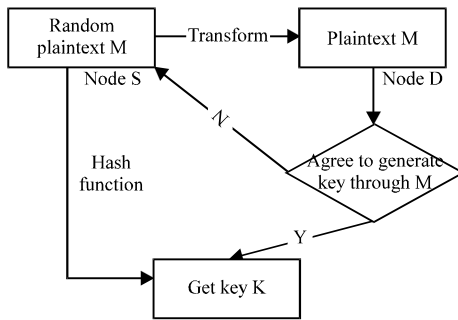 Random
plaintext M
Transform
Plaintext M
Node S
Node D
N
Agree to generate
key through M
Hash
function
Y
Get key K